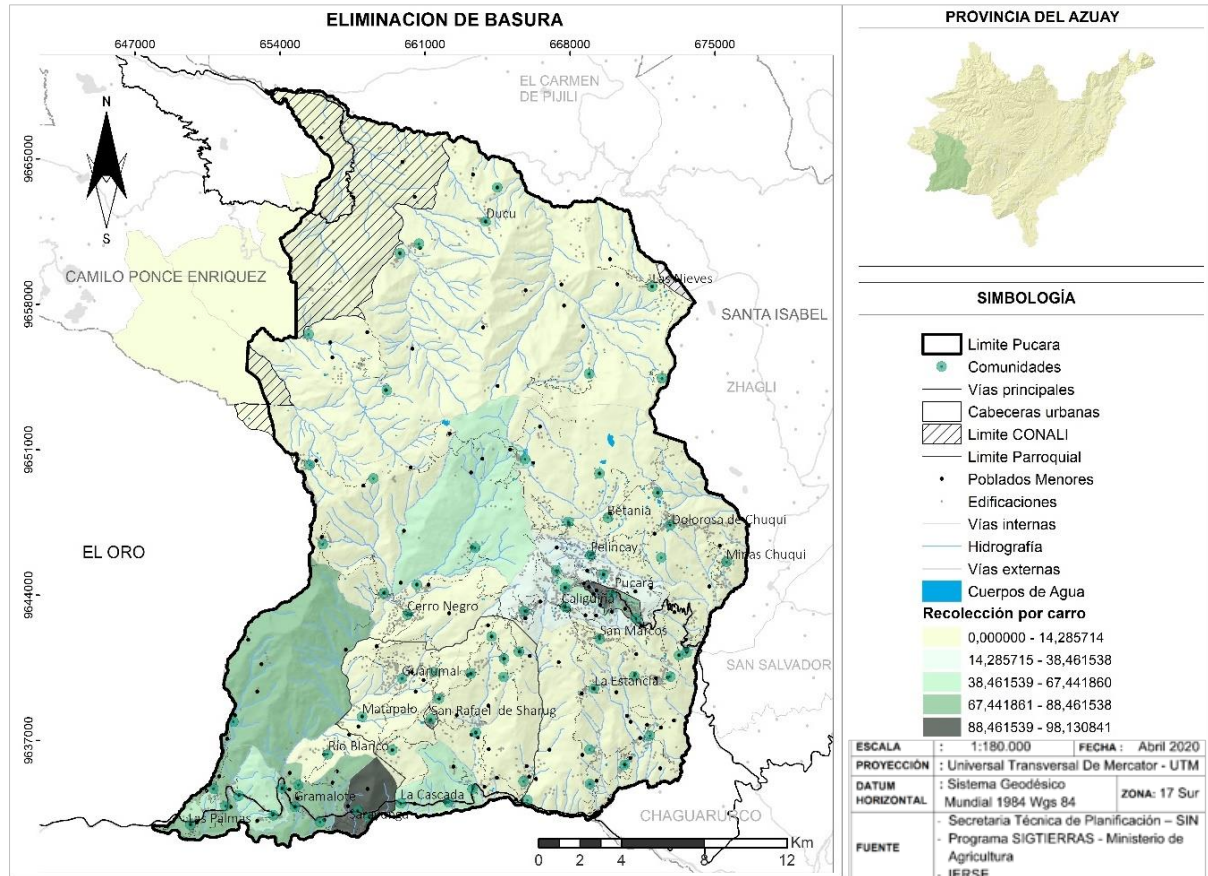 ELIMINACION DE BASURA
647000
654000
661000
668000
675000
9665000
9658000
9651000
9644000
9637000
N
S
EL CARMEN
DE PIJILI
CAMILO PONCE ENRIQUEZ
SANTA ISABEL
ZHAGLI
EL ORO
SAN SALVADOR
CHAGUARURCO
Ducu
Las Nieves
Betania
Dolorosa de Chuqui
Pelincay
Minas Chuqui
Pucará
Caliguiña
Cerro Negro
San Marcos
Guarumal
La Estancia
Matapalo
San Rafael de Sharug
Rio Blanco
Gramalote
La Cascada
Las Palmas
0 2 4 8 12
Km
PROVINCIA DEL AZUAY
SIMBOLOGÍA
Limite Pucara
Comunidades
Vías principales
Cabeceras urbanas
Limite CONALI
Limite Parroquial
Poblados Menores
Edificaciones
Vías internas
Hidrografía
Vías externas
Cuerpos de Agua
Recolección por carro
0,000000 - 14,285714
14,285715 - 38,461538
38,461539 - 67,441860
67,441861 - 88,461538
88,461539 - 98,130841
ESCALA : 1:180.000 FECHA : Abril 2020
PROYECCIÓN : Universal Transversal De Mercator - UTM
DATUM HORIZONTAL : Sistema Geodésico
Mundial 1984 Wgs 84
ZONA: 17 Sur
FUENTE
- Secretaria Técnica de Planificación – SIN
- Programa SIGTIERRAS - Ministerio de
Agricultura
- IERSE